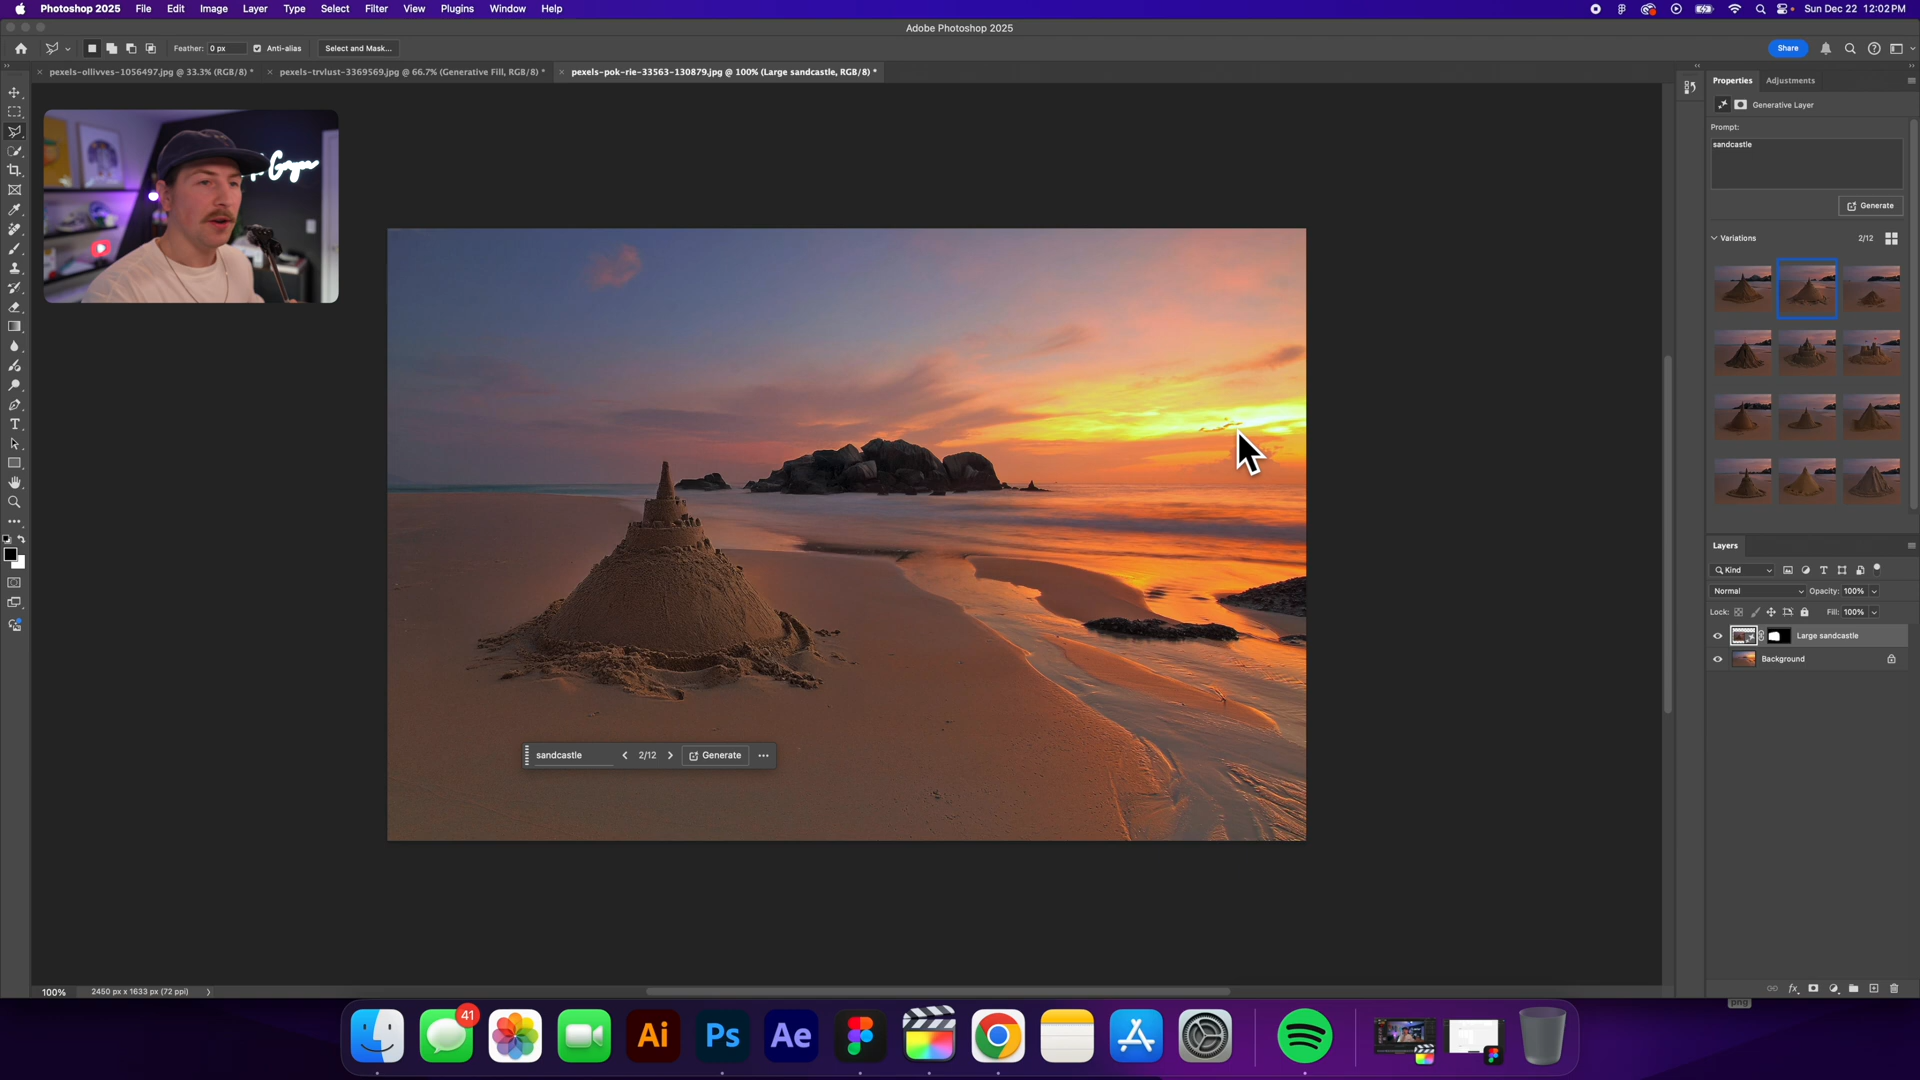 Photoshop 2025 File Edit Image Layer Type Select Filter View Plugins Window Help Sun Dec 22 12:02 PM
Adobe Photoshop 2025
Feather: 0 px Anti-alias Select and Mask... Share
pexels-ollivves-1056497.jpg @ 33.3% (RGB/8) * pexels-trvlust-3369569.jpg @ 66.7% (Generative Fill, RGB/8) * pexels-pok-rie-33563-130879.jpg @ 100% (Large sandcastle, RGB/8) *
Properties Adjustments
Generative Layer
Prompt:
sandcastle
Generate
Variations 2/12
Layers
Kind
Normal Opacity: 100%
Lock: Fill: 100%
Large sandcastle
Background
sandcastle 2/12 Generate
100% 2450 px x 1633 px (72 ppi)
png
41
Ai Ps Ae